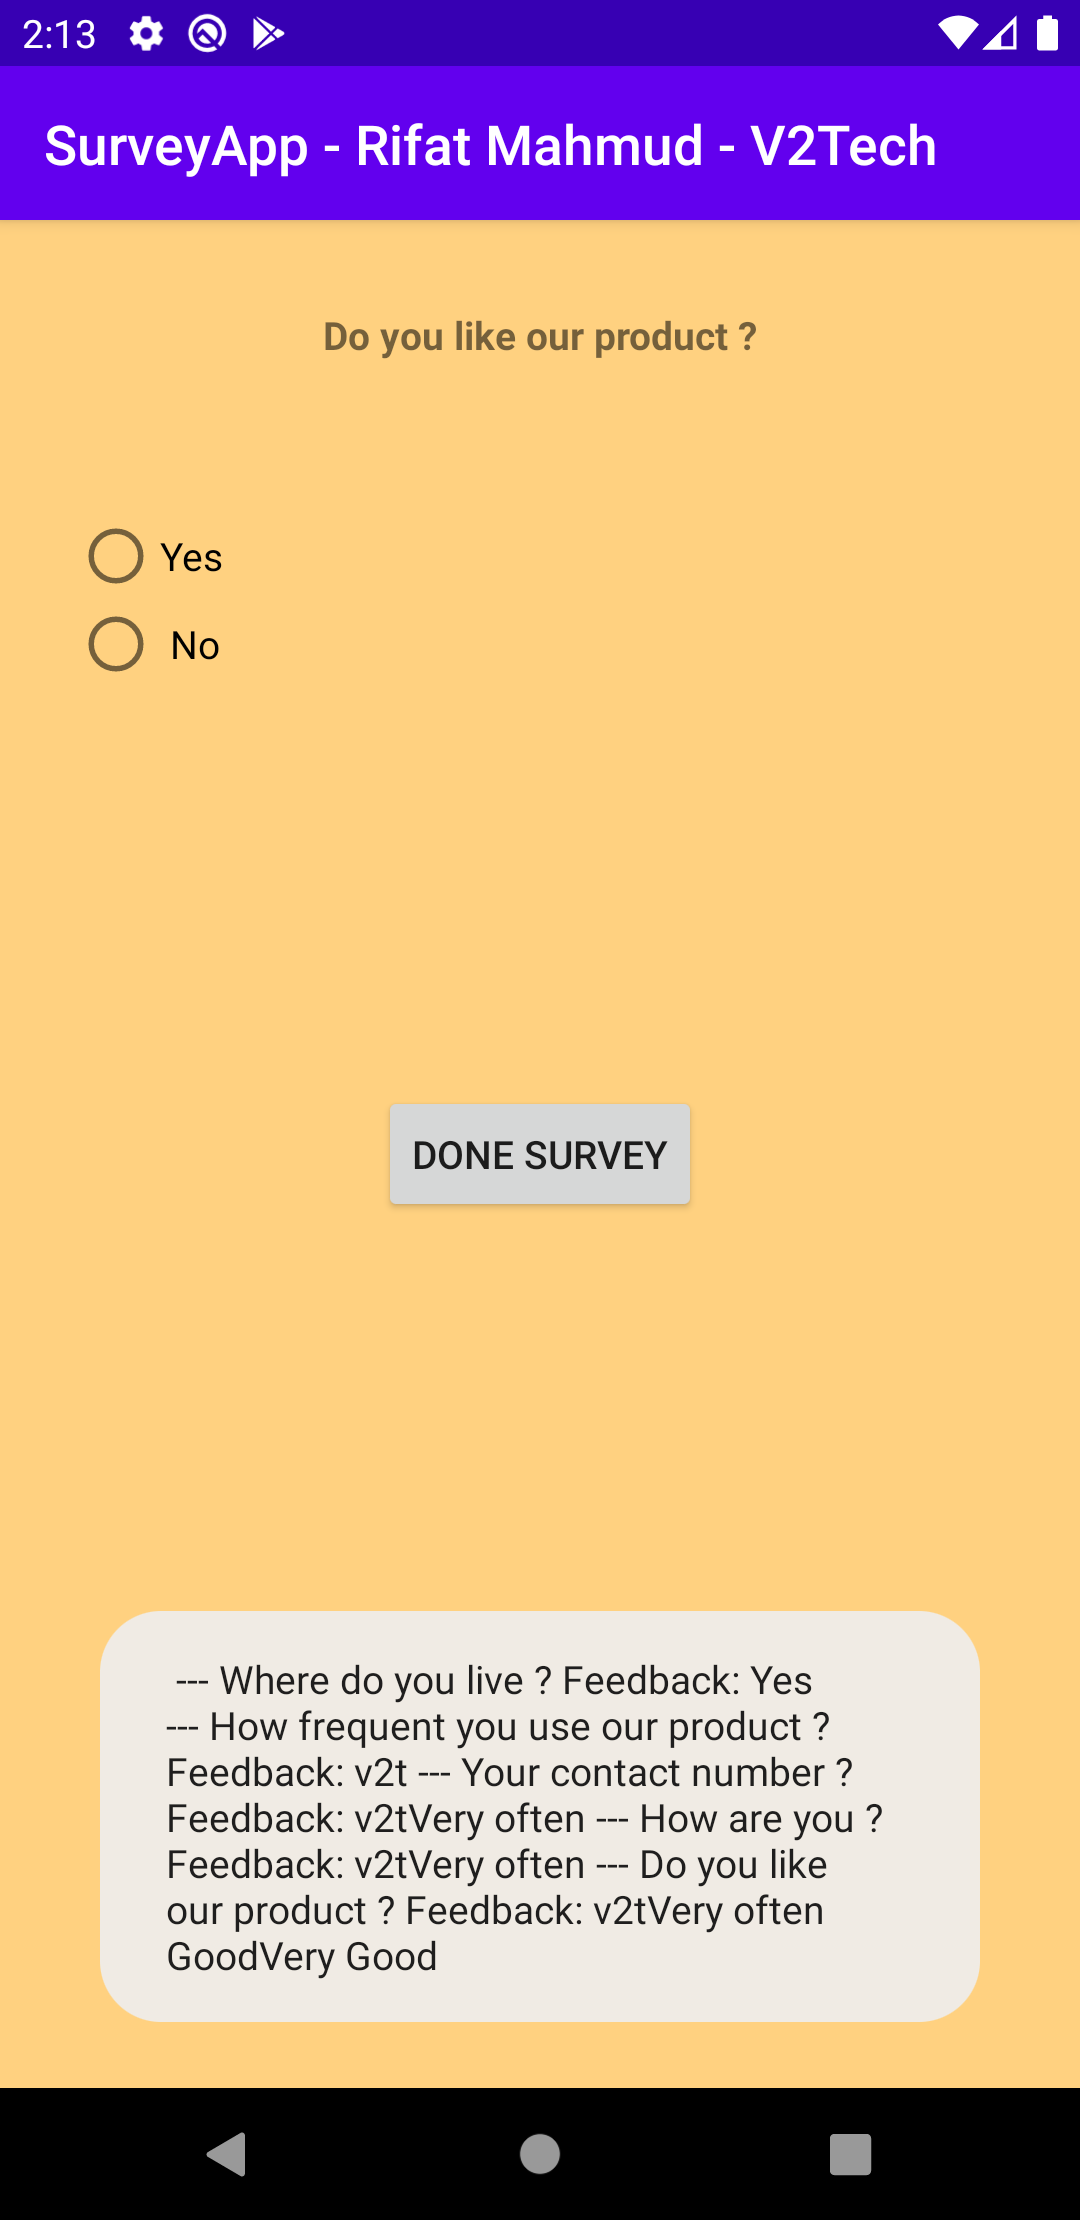 2:13
SurveyApp - Rifat Mahmud - V2Tech
Do you like our product ?
Yes
No
DONE SURVEY
--- Where do you live ? Feedback: Yes
--- How frequent you use our product ?
Feedback: v2t --- Your contact number ?
Feedback: v2tVery often --- How are you ?
Feedback: v2tVery often --- Do you like
our product ? Feedback: v2tVery often
GoodVery Good